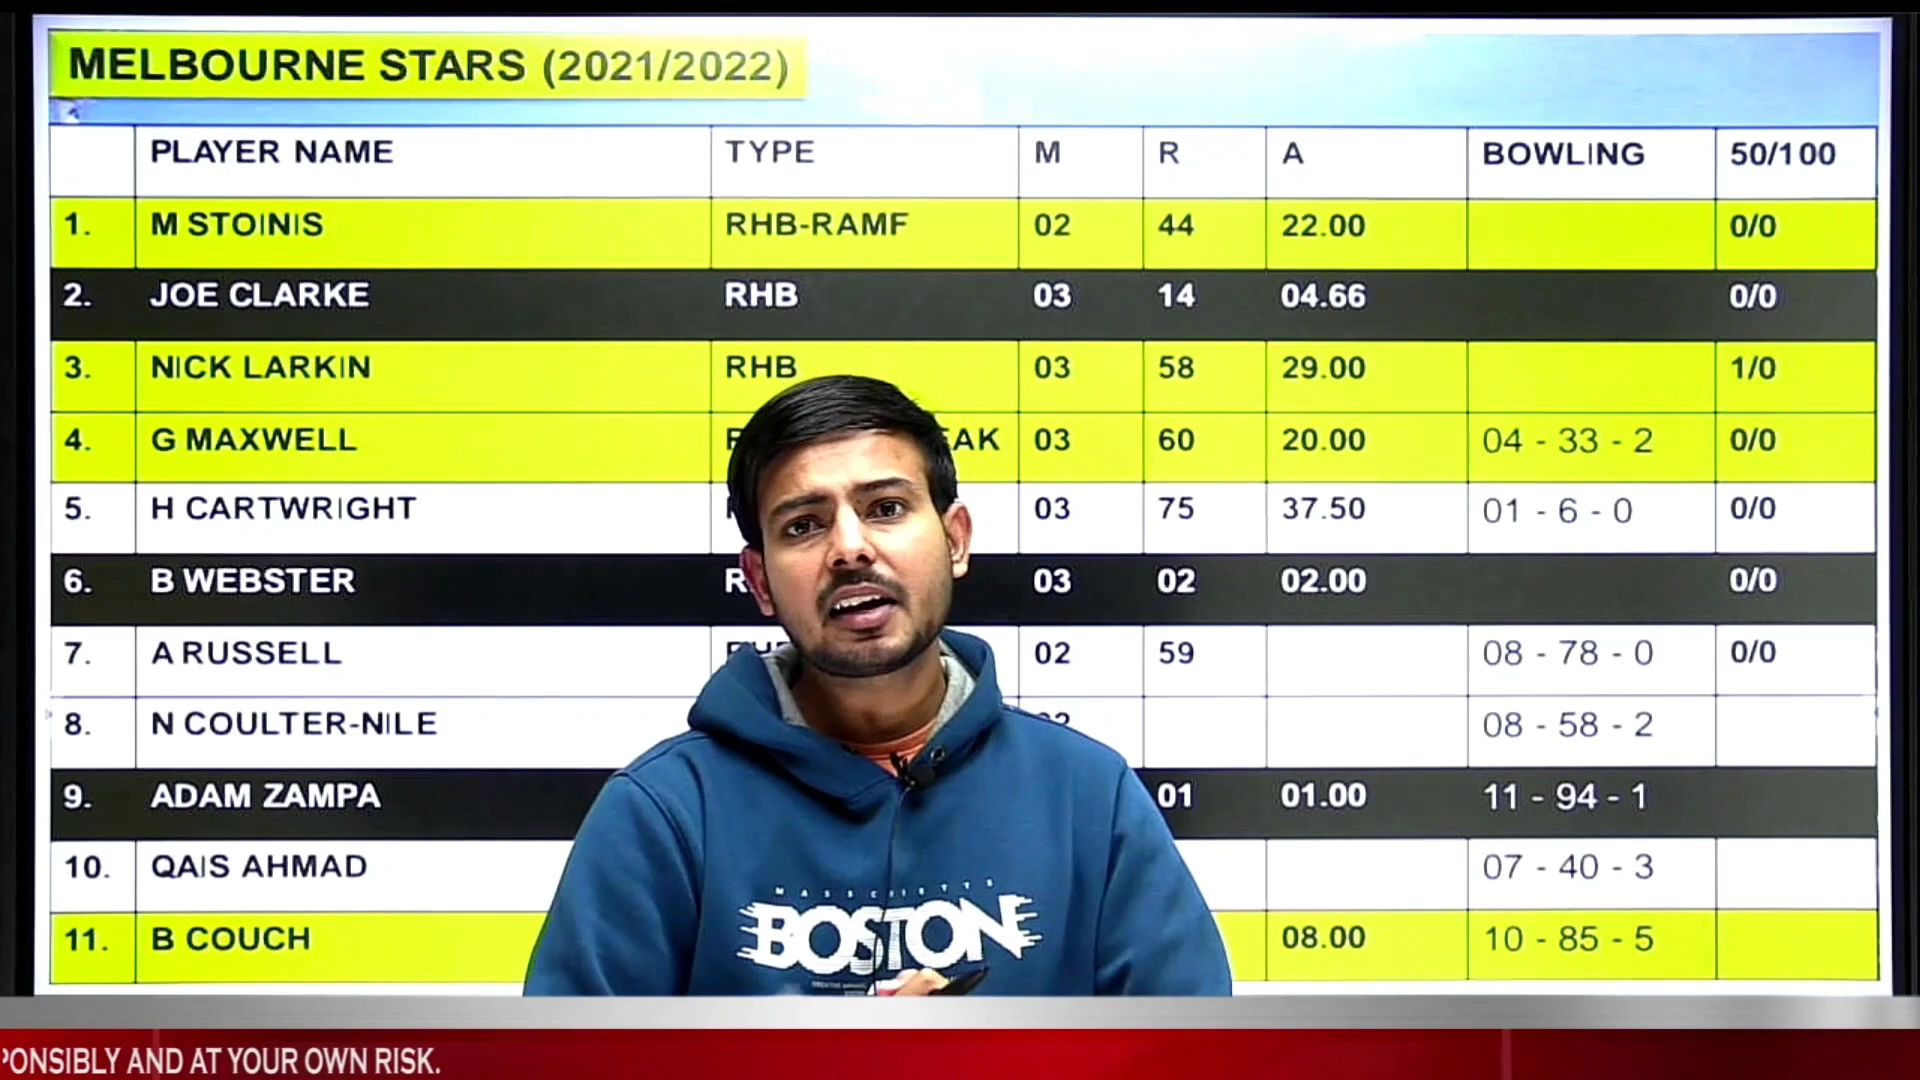 MELBOURNE STARS (2021/2022)
PLAYER NAME TYPE M R A BOWLING 50/100
1. M STOINIS RHB-RAMF 02 44 22.00 0/0
2. JOE CLARKE RHB 03 14 04.66 0/0
3. NICK LARKIN RHB 03 58 29.00 1/0
4. G MAXWELL EAK 03 60 20.00 04 - 33 - 2 0/0
5. H CARTWRIGHT 03 75 37.50 01 - 6 - 0 0/0
6. B WEBSTER R 03 02 02.00 0/0
7. A RUSSELL 02 59 08 - 78 - 0 0/0
8. N COULTER-NILE 08 - 58 - 2
9. ADAM ZAMPA 01 01.00 11 - 94 - 1
10. QAIS AHMAD 07 - 40 - 3
11. B COUCH 08.00 10 - 85 - 5
BOSTON
PONSIBLY AND AT YOUR OWN RISK.